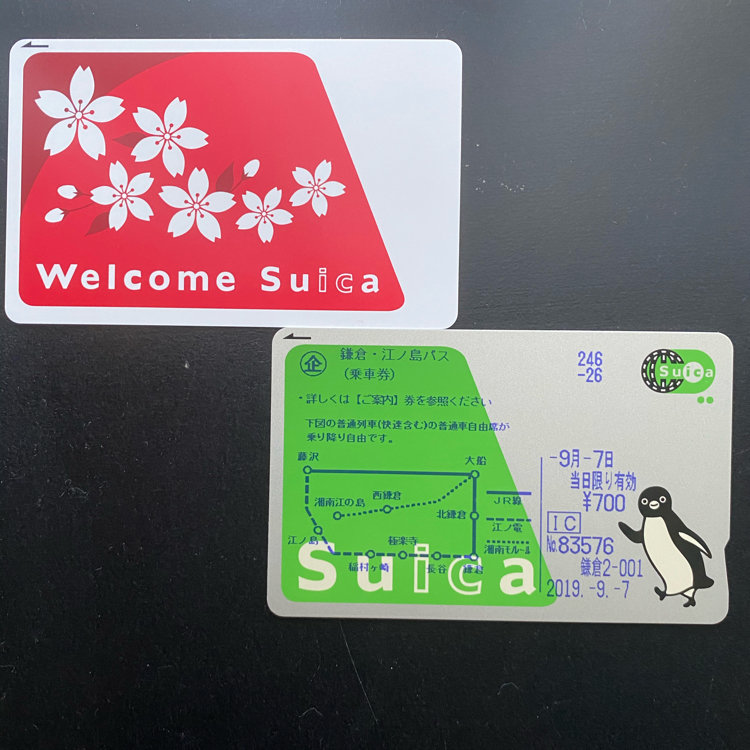 Welcome Suica
企
鎌倉・江ノ島パス
(乗車券)
246
-26
Suica
・詳しくは【ご案内】券を参照ください
下図の普通列車(快速含む)の普通車自由席が
乗り降り自由です。
藤沢
大船
湘南江の島
西鎌倉
北鎌倉
江ノ島
極楽寺
稲村ヶ崎
長谷
鎌倉
JR線
江ノ電
湘南モルール
-9月-7日
当日限り有効
¥700
IC
No.83576
鎌倉2-001
2019.-9.-7
Suica